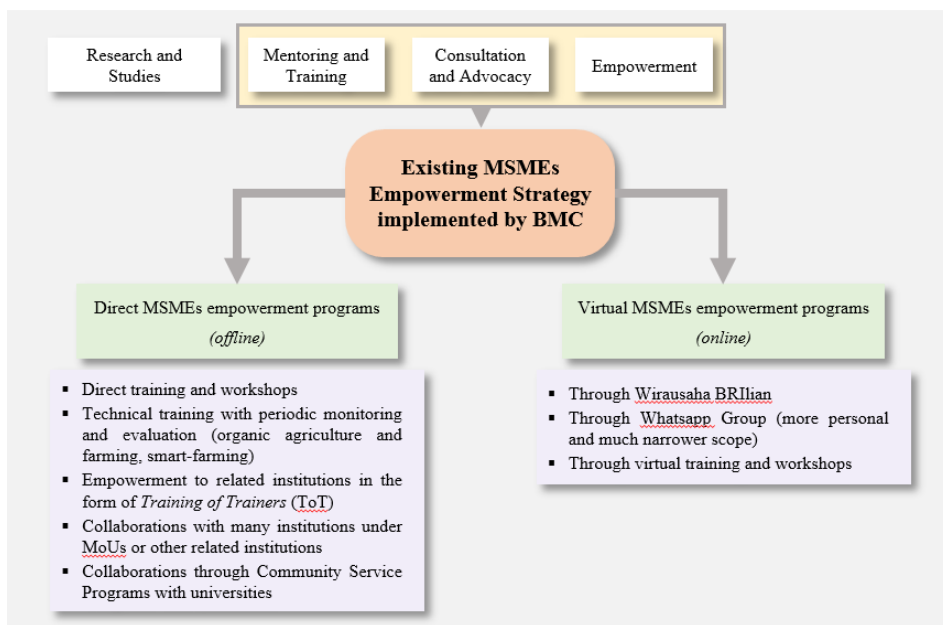 Research and
Studies
Mentoring and
Training
Consultation
and Advocacy
Empowerment
Existing MSMEs
Empowerment Strategy
implemented by BMC
Direct MSMEs empowerment programs
(offline)
▪ Direct training and workshops
▪ Technical training with periodic monitoring
and evaluation (organic agriculture and
farming, smart-farming)
▪ Empowerment to related institutions in the
form of Training of Trainers (ToT)
▪ Collaborations with many institutions under
MoUs or other related institutions
▪ Collaborations through Community Service
Programs with universities
Virtual MSMEs empowerment programs
(online)
▪ Through Wirausaha BRIlian
▪ Through Whatsapp Group (more personal
and much narrower scope)
▪ Through virtual training and workshops